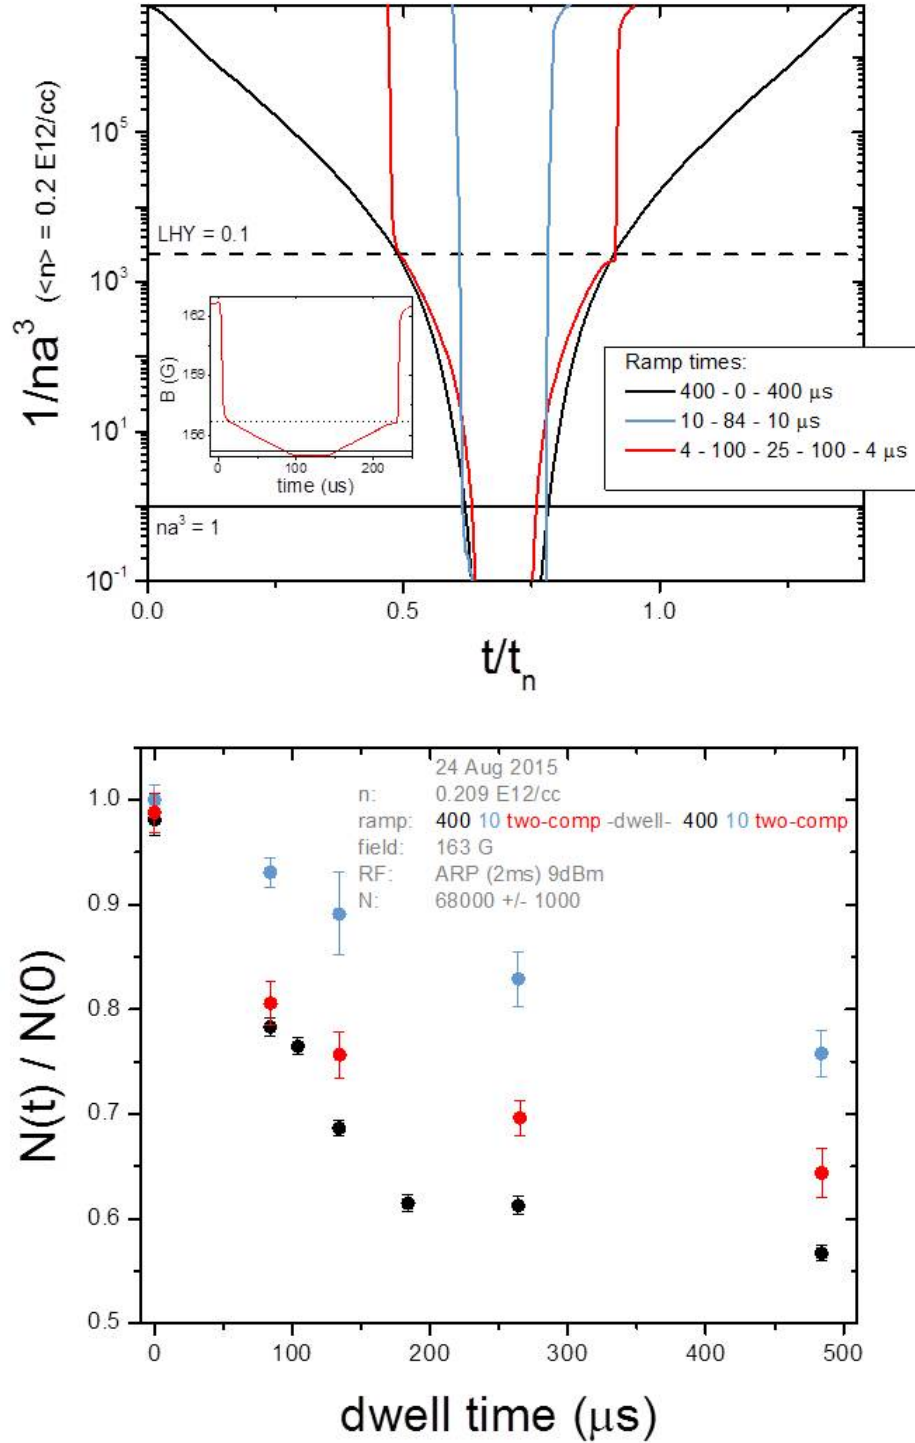 1/na³ (<n> = 0.2 E12/cc)
10⁵
10³
10¹
10⁻¹
LHY = 0.1
na³ = 1
B (G)
162
159
156
0
200
time (us)
Ramp times:
400 - 0 - 400 μs
10 - 84 - 10 μs
4 - 100 - 25 - 100 - 4 μs
0.0
0.5
1.0
t/tₙ
N(t) / N(0)
1.0
0.9
0.8
0.7
0.6
0.5
24 Aug 2015
n: 0.209 E12/cc
ramp: 400 10 two-comp -dwell- 400 10 two-comp
field: 163 G
RF: ARP (2ms) 9dBm
N: 68000 +/- 1000
0
100
200
300
400
500
dwell time (μs)